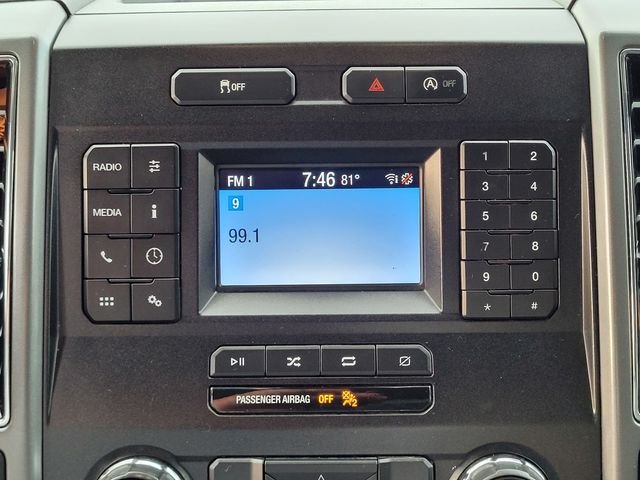 OFF
A OFF
RADIO
MEDIA
i
FM 1 7:46 81°
9
99.1
1 2
3 4
5 6
7 8
9 0
* #
PASSENGER AIRBAG OFF 2